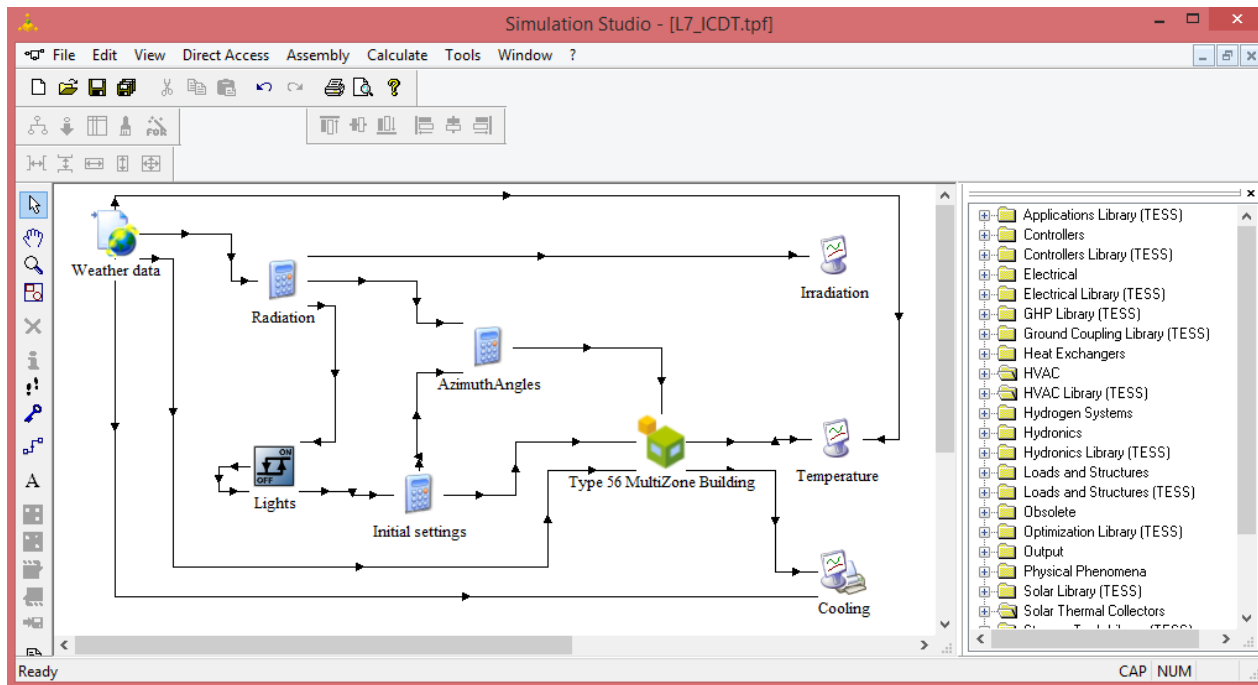 Simulation Studio - [L7_JCDT.tpf]
File Edit View Direct Access Assembly Calculate Tools Window ?
FOR
A
Weather data
Radiation
Irradiation
AzimuthAngles
ON
OFF
Lights
Initial settings
Type 56 MultiZone Building
Temperature
Cooling
Applications Library (TESS)
Controllers
Controllers Library (TESS)
Electrical
Electrical Library (TESS)
GHP Library (TESS)
Ground Coupling Library (TESS)
Heat Exchangers
HVAC
HVAC Library (TESS)
Hydrogen Systems
Hydronics
Hydronics Library (TESS)
Loads and Structures
Loads and Structures (TESS)
Obsolete
Optimization Library (TESS)
Output
Physical Phenomena
Solar Library (TESS)
Solar Thermal Collectors
Ready
CAP NUM